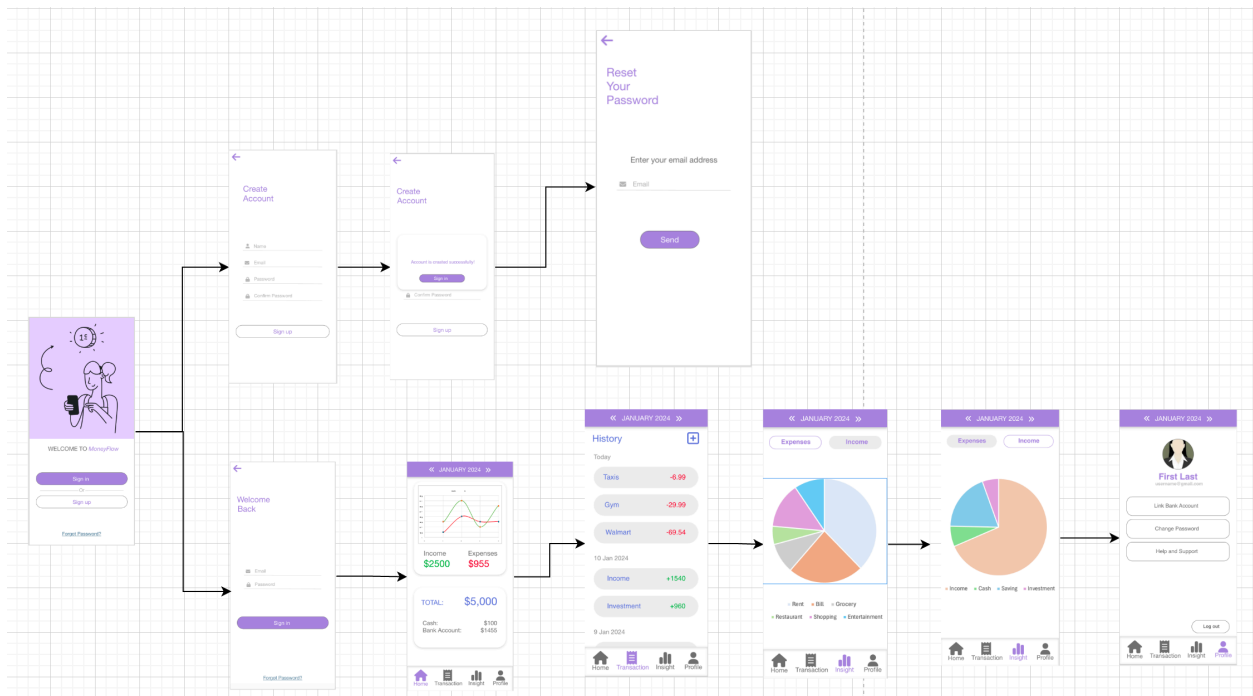 WELCOME TO MoneyFlow
Sign in
Or
Sign up
Forgot Password?
Create
Account
Name
Email
Password
Confirm Password
Sign up
Create
Account
Account is created successfully!
Sign in
Confirm Password
Sign up
Reset
Your
Password
Enter your email address
Email
Send
Welcome
Back
Email
Password
Sign in
Forgot Password?
« JANUARY 2024 »
Income Expenses
$2500 $955
TOTAL: $5,000
Cash: $100
Bank Account: $1455
Home Transaction Insight Profile
« JANUARY 2024 »
History
Today
Taxis -6.99
Gym -29.99
Walmart -69.54
10 Jan 2024
Income +1540
Investment +960
9 Jan 2024
Home Transaction Insight Profile
« JANUARY 2024 »
Expenses Income
Rent Bill Grocery
Restaurant Shopping Entertainment
Home Transaction Insight Profile
« JANUARY 2024 »
Expenses Income
Income Cash Saving Investment
Home Transaction Insight Profile
« JANUARY 2024 »
First Last
Link Bank Account
Change Password
Help and Support
Log out
Home Transaction Insight Profile